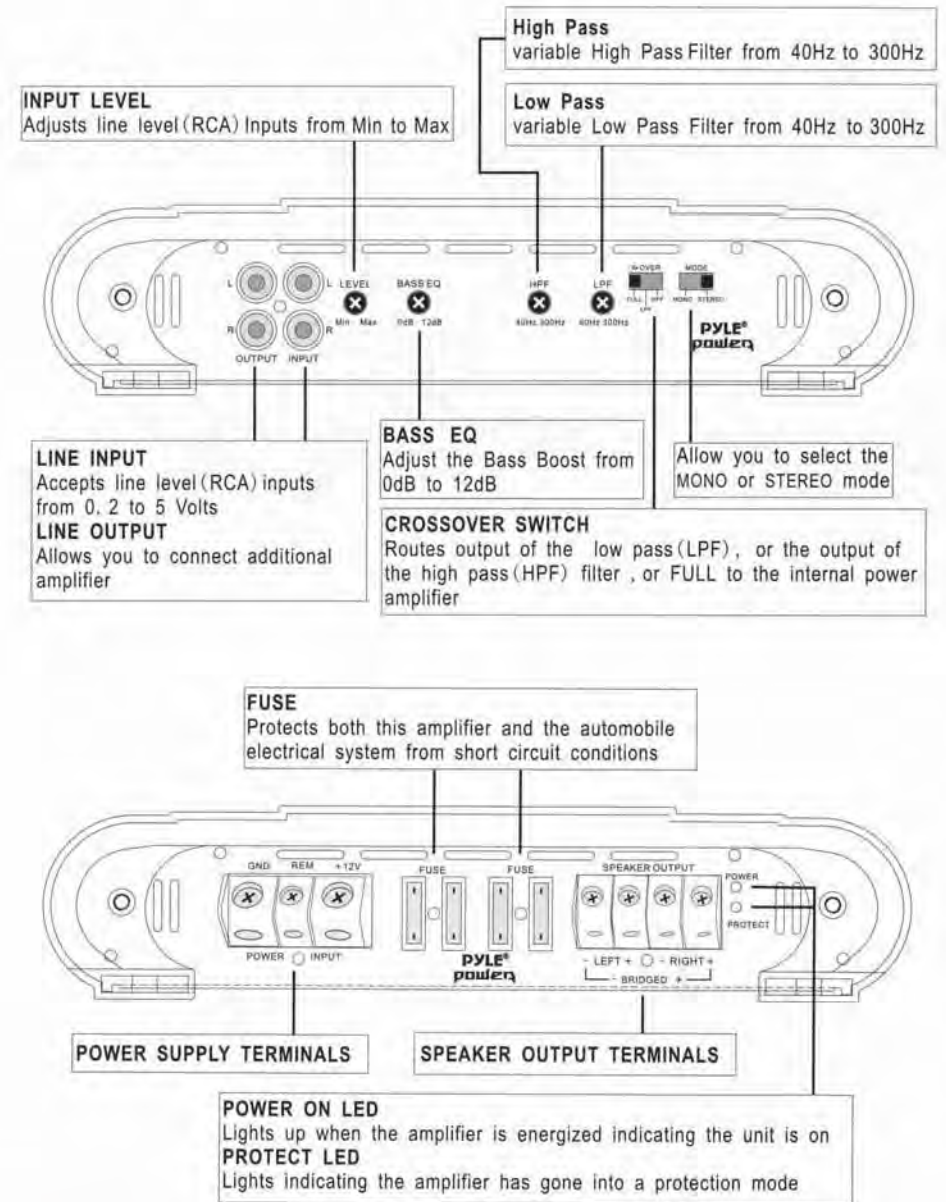 High Pass
variable High Pass Filter from 40Hz to 300Hz
INPUT LEVEL
Adjusts line level(RCA) Inputs from Min to Max
Low Pass
variable Low Pass Filter from 40Hz to 300Hz
L
L
LEVEL
BASS EQ
HPF
LPF
X-OVER
MODE
FULL
HPF
LPF
MONO STEREO
R
R
Min Max
0dB 12dB
40Hz 300Hz
40Hz 300Hz
OUTPUT
INPUT
PYLE®
power
LINE INPUT
Accepts line level(RCA) inputs
from 0. 2 to 5 Volts
LINE OUTPUT
Allows you to connect additional
amplifier
BASS EQ
Adjust the Bass Boost from
0dB to 12dB
Allow you to select the
MONO or STEREO mode
CROSSOVER SWITCH
Routes output of the low pass(LPF), or the output of
the high pass(HPF) filter , or FULL to the internal power
amplifier
FUSE
Protects both this amplifier and the automobile
electrical system from short circuit conditions
GND
REM
+12V
FUSE
FUSE
SPEAKER OUTPUT
POWER
PROTECT
POWER INPUT
PYLE®
power
- LEFT + - RIGHT +
- BRIDGED +
POWER SUPPLY TERMINALS
SPEAKER OUTPUT TERMINALS
POWER ON LED
Lights up when the amplifier is energized indicating the unit is on
PROTECT LED
Lights indicating the amplifier has gone into a protection mode